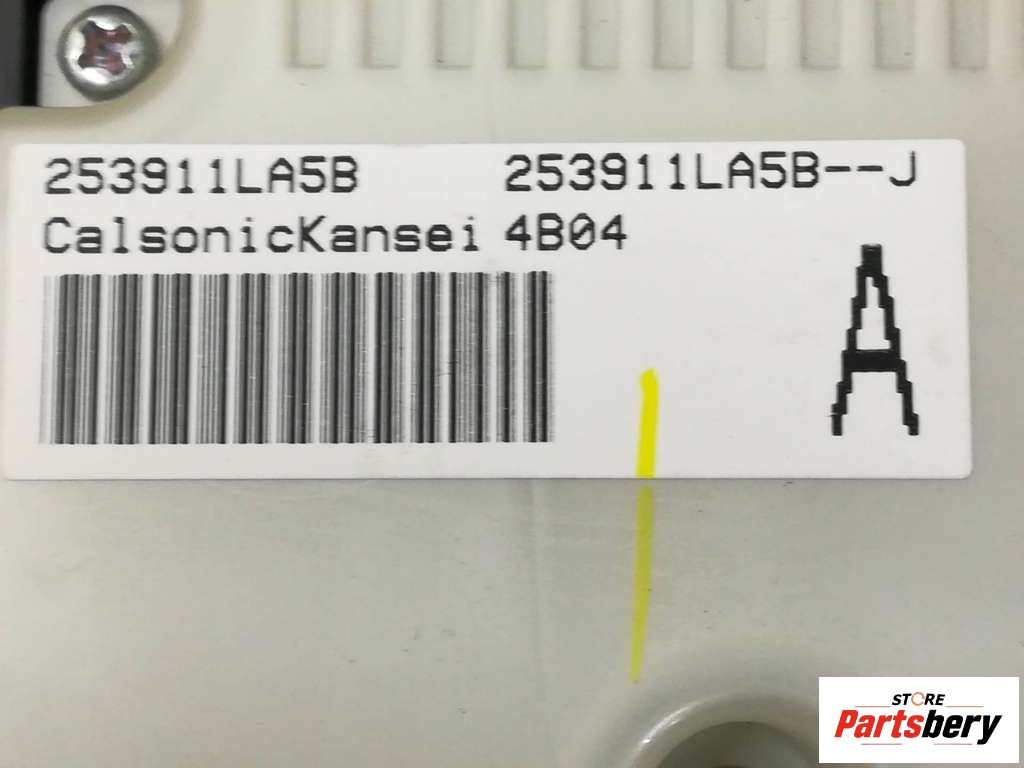 253911LA5B 253911LA5B--J
CalsonicKansei 4B04
A
STORE
Partsbery